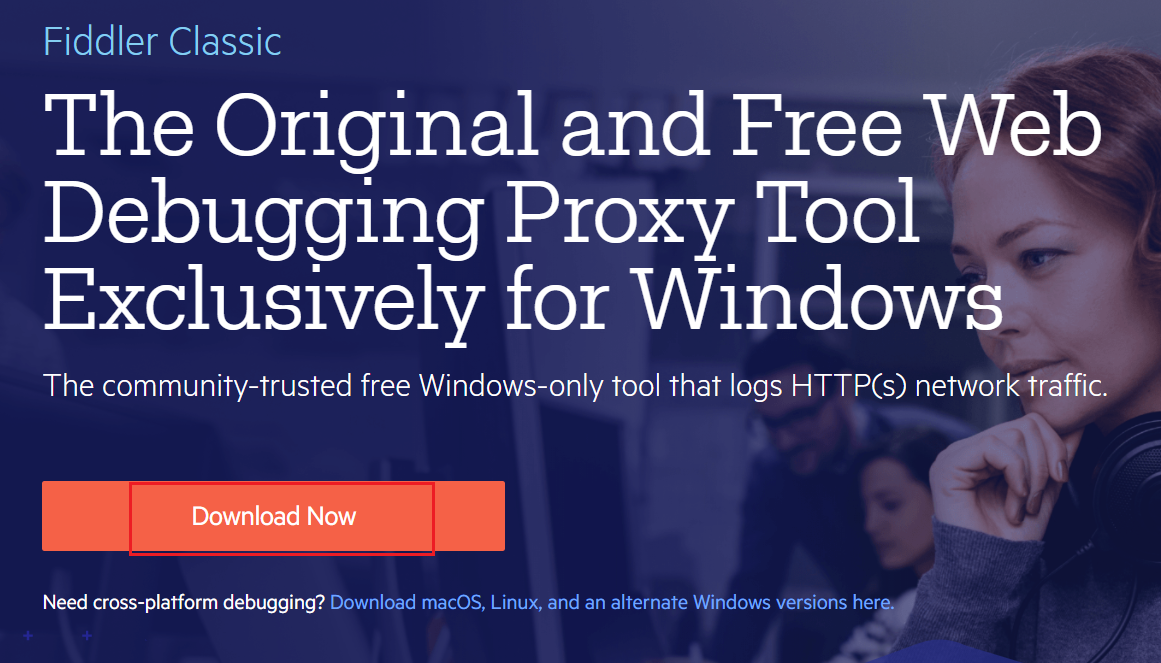 Fiddler Classic
The Original and Free Web
Debugging Proxy Tool
Exclusively for Windows
The community-trusted free Windows-only tool that logs HTTP(s) network traffic.
Download Now
Need cross-platform debugging? Download macOS, Linux, and an alternate Windows versions here.